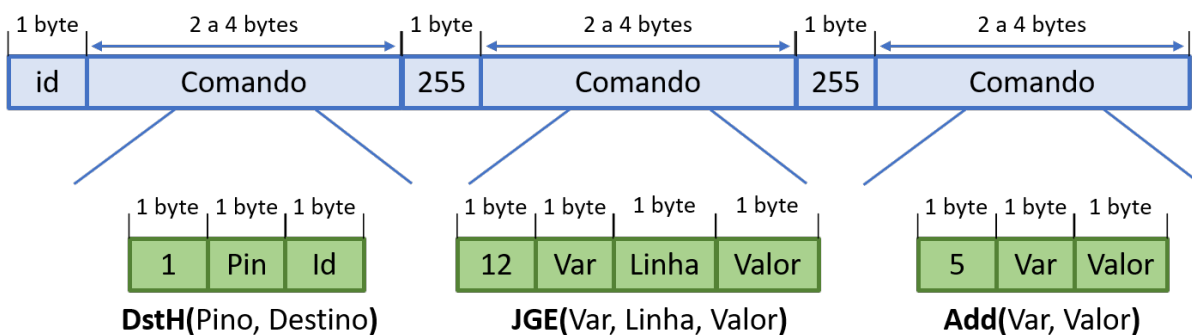 1 byte 2 a 4 bytes 1 byte 2 a 4 bytes 1 byte 2 a 4 bytes
id Comando 255 Comando 255 Comando
1 byte 1 byte 1 byte 1 byte 1 byte 1 byte 1 byte 1 byte 1 byte 1 byte
1 Pin Id 12 Var Linha Valor 5 Var Valor
DstH(Pino, Destino) JGE(Var, Linha, Valor) Add(Var, Valor)